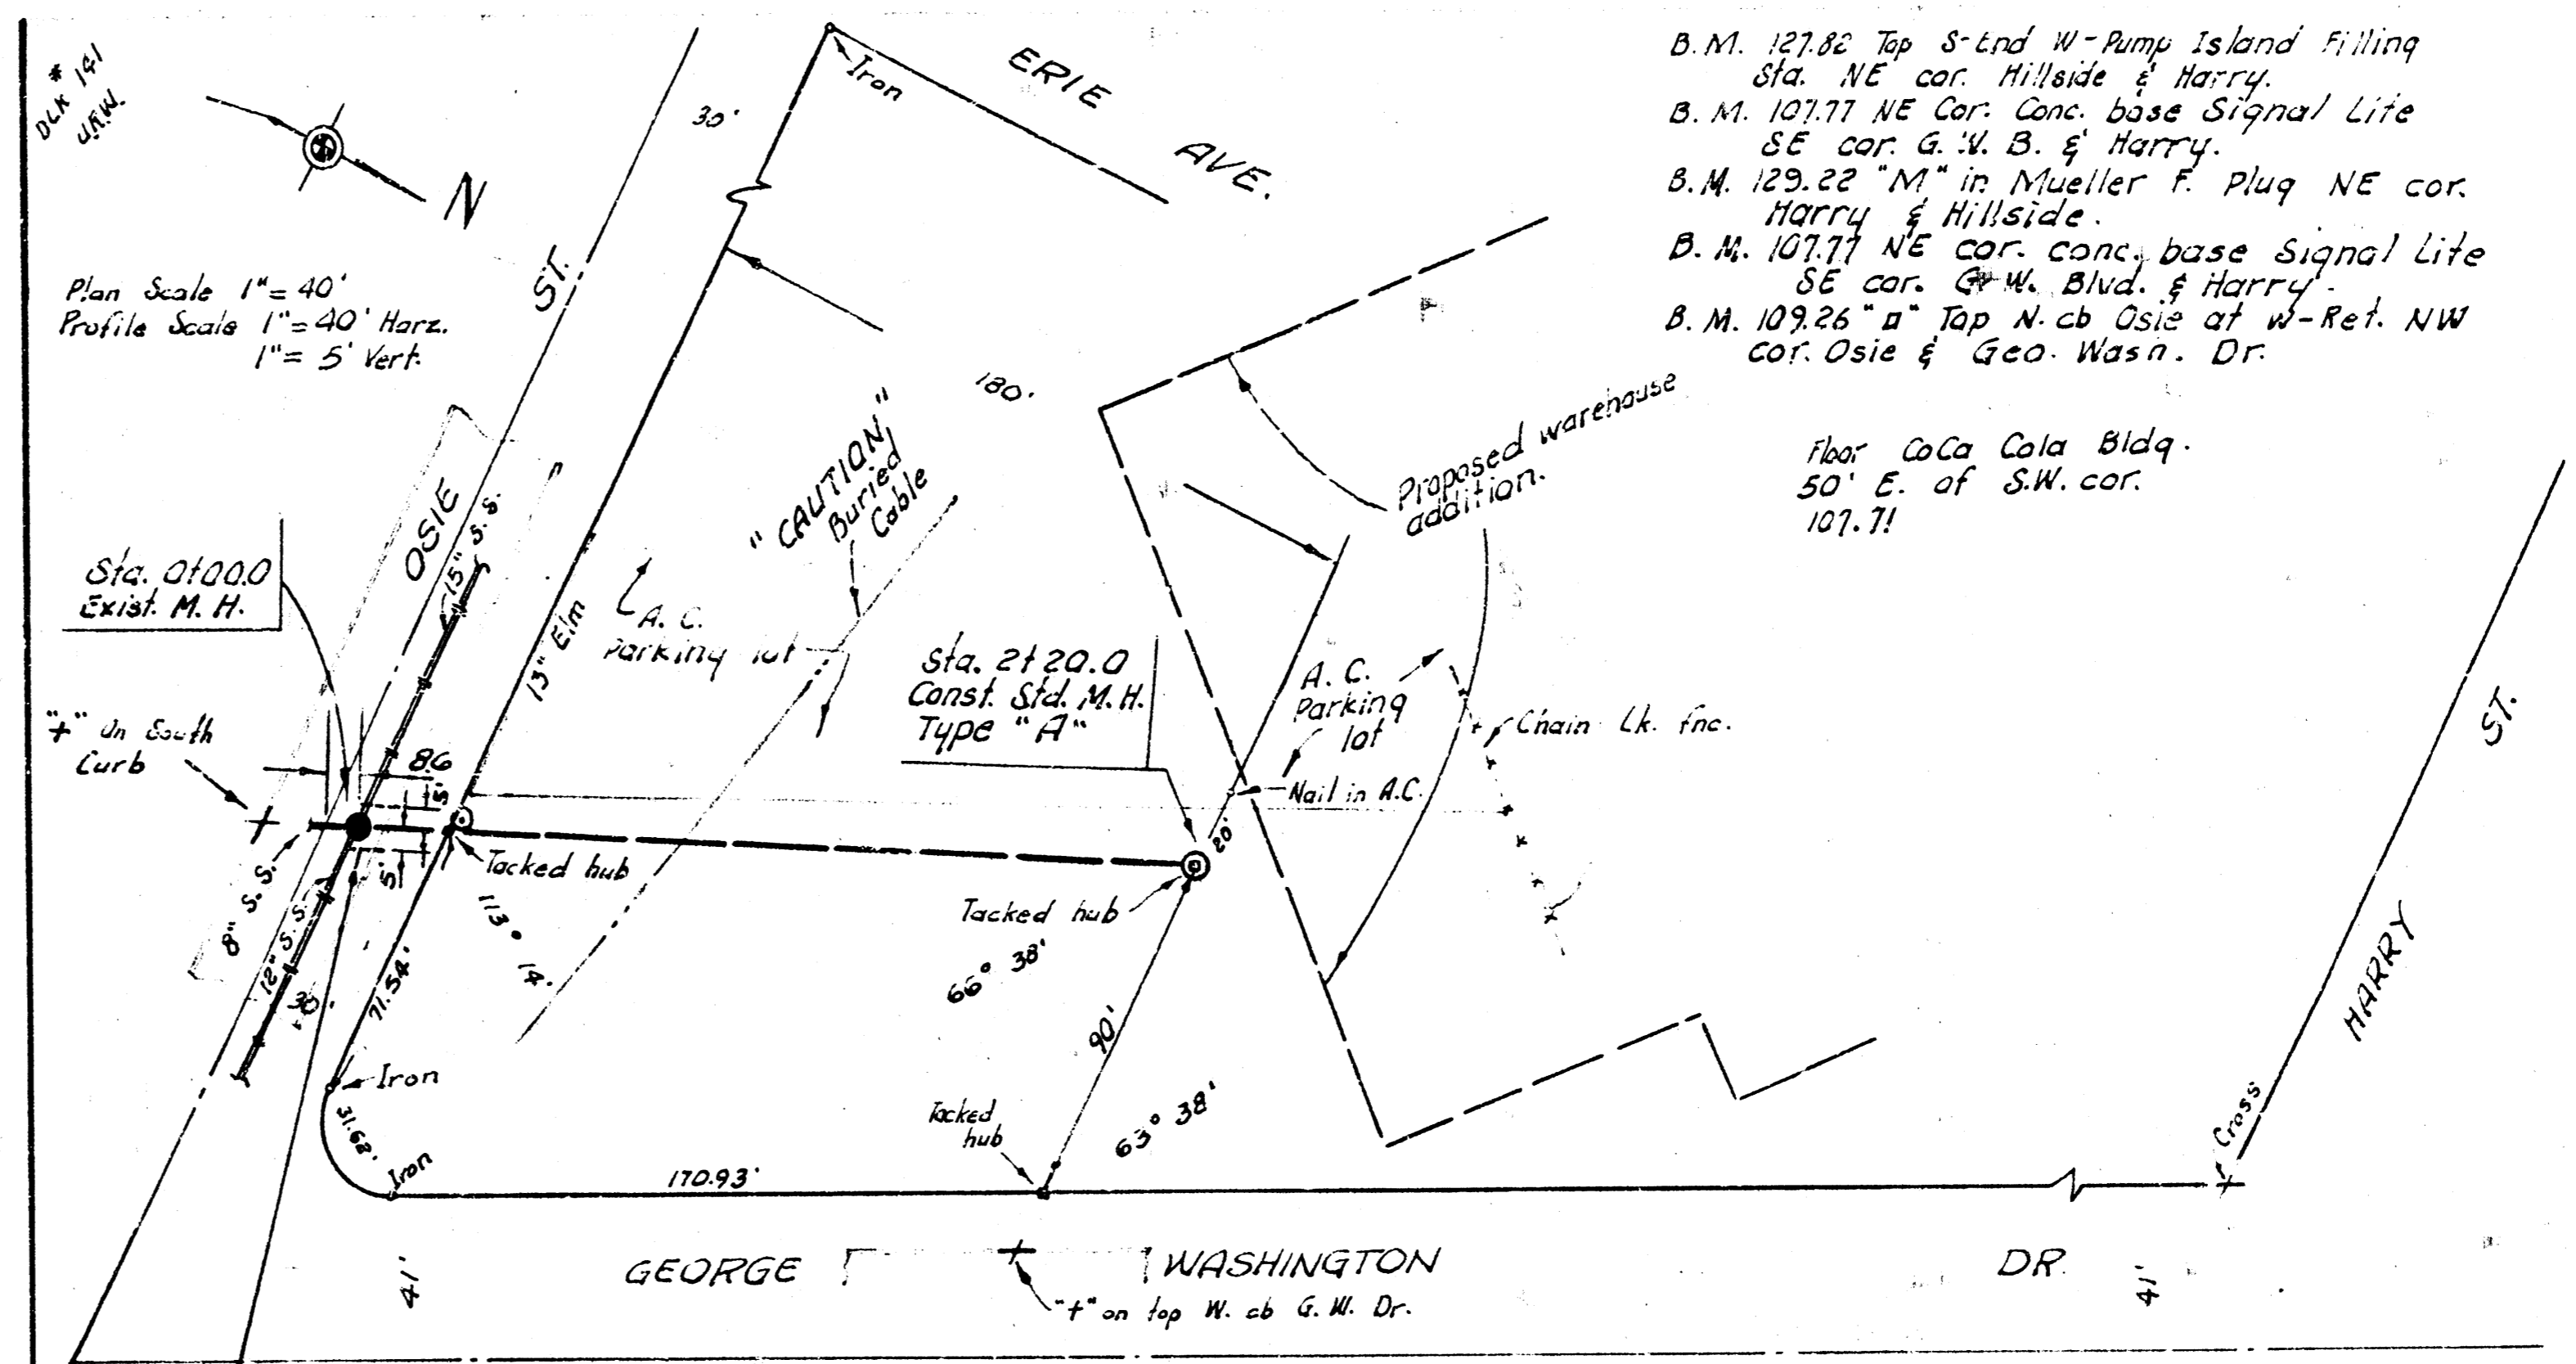 BLK # 141
U.R.W.
N
Plan Scale 1"= 40'
Profile Scale 1"= 40' Horz.
1"= 5' Vert.
Iron
30'
ERIE
AVE.
B.M. 127.82 Top S-End W-Pump Island Filling
Sta. NE cor. Hillside & Harry.
B.M. 107.77 NE Cor. Conc. base Signal Lite
SE cor. G. W. B. & Harry.
B.M. 129.22 "M" in Mueller F. Plug NE cor.
Harry & Hillside.
B.M. 107.77 NE cor. conc. base Signal Lite
SE cor. G. W. Blvd. & Harry.
B.M. 109.26 "□" Top N. cb Osie at W-Ret. NW
cor. Osie & Geo. Wash. Dr.
Floor CoCa Cola Bldg.
50' E. of S.W. cor.
107.71
OSIE
ST.
15" S.S.
180'
"CAUTION"
Buried
Cable
Proposed warehouse
addition.
Sta. 0+00.0
Exist. M. H.
13" Elm
A. C.
Parking lot
Sta. 2+20.0
Const. Std. M.H.
Type "A"
A. C.
Parking
lot
Chain Lk. fnc.
Nail in A.C.
"+" on South
Curb
8.6
5'
5'
8" S.S.
12" S.S.
30'
Tacked hub
113° 14'
71.54'
Tacked hub
20'
66° 38'
90'
63° 38'
Tacked
hub
Iron
31.62'
Iron
170.93'
Cross
HARRY
ST.
41'
GEORGE
WASHINGTON
DR.
41'
"+" on top W. cb G. W. Dr.